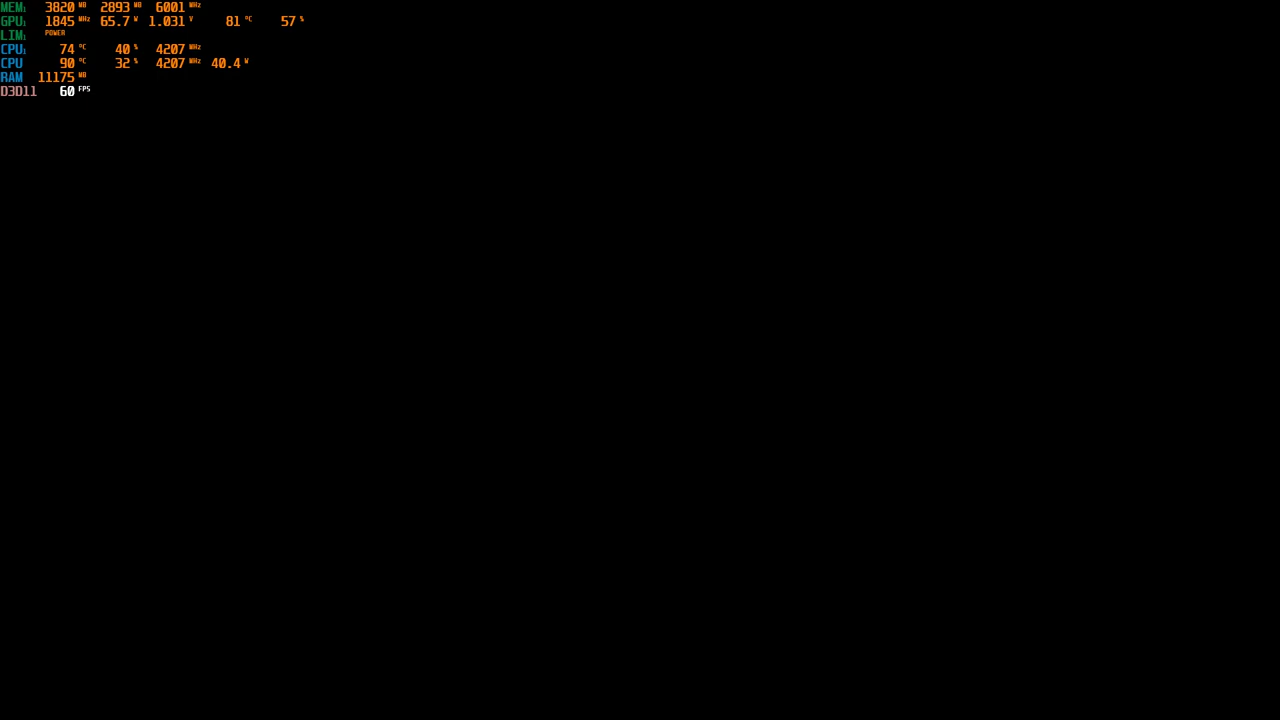 MEM1 3820 MB 2893 MB 6001 MHz
GPU1 1845 MHz 65.7 W 1.031 V 81 °C 57 %
LIM1 POWER
CPU1 74 °C 40 % 4207 MHz
CPU 90 °C 32 % 4207 MHz 40.4 W
RAM 11175 MB
D3D11 60 FPS